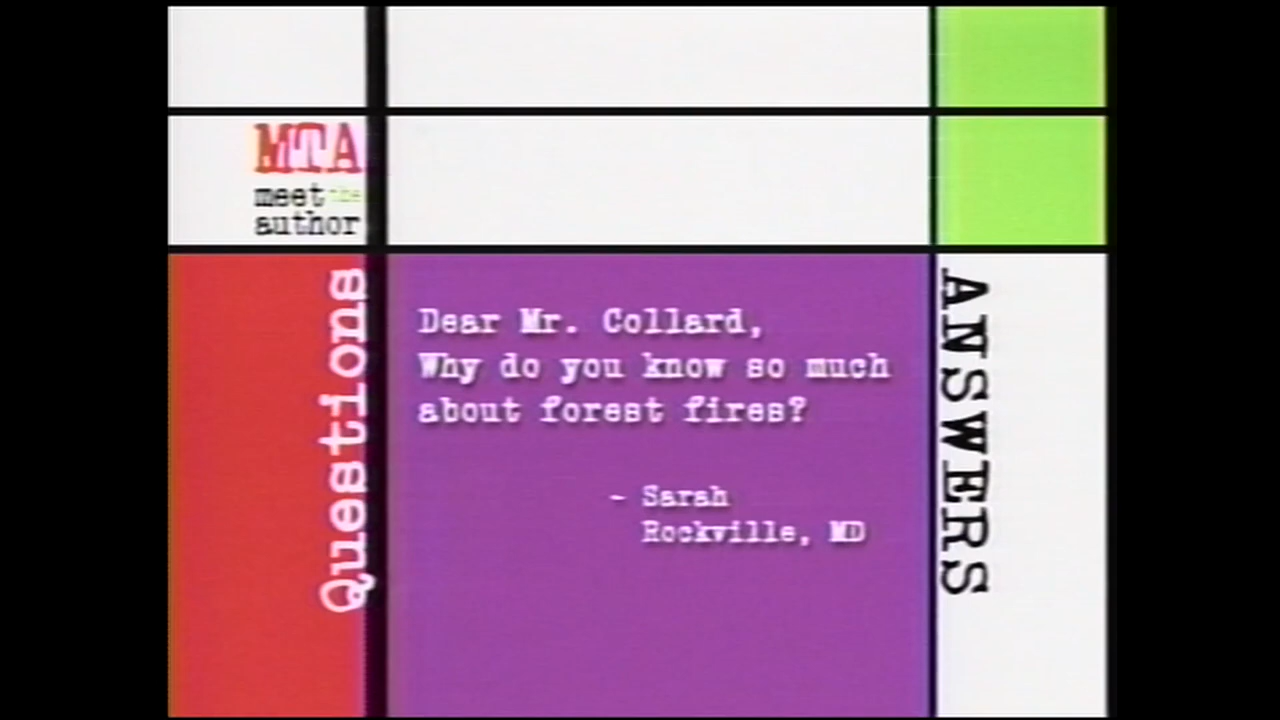 MTA
meet the
author
Questions
Dear Mr. Collard,
Why do you know so much
about forest fires?
- Sarah
Rockville, MD
ANSWERS